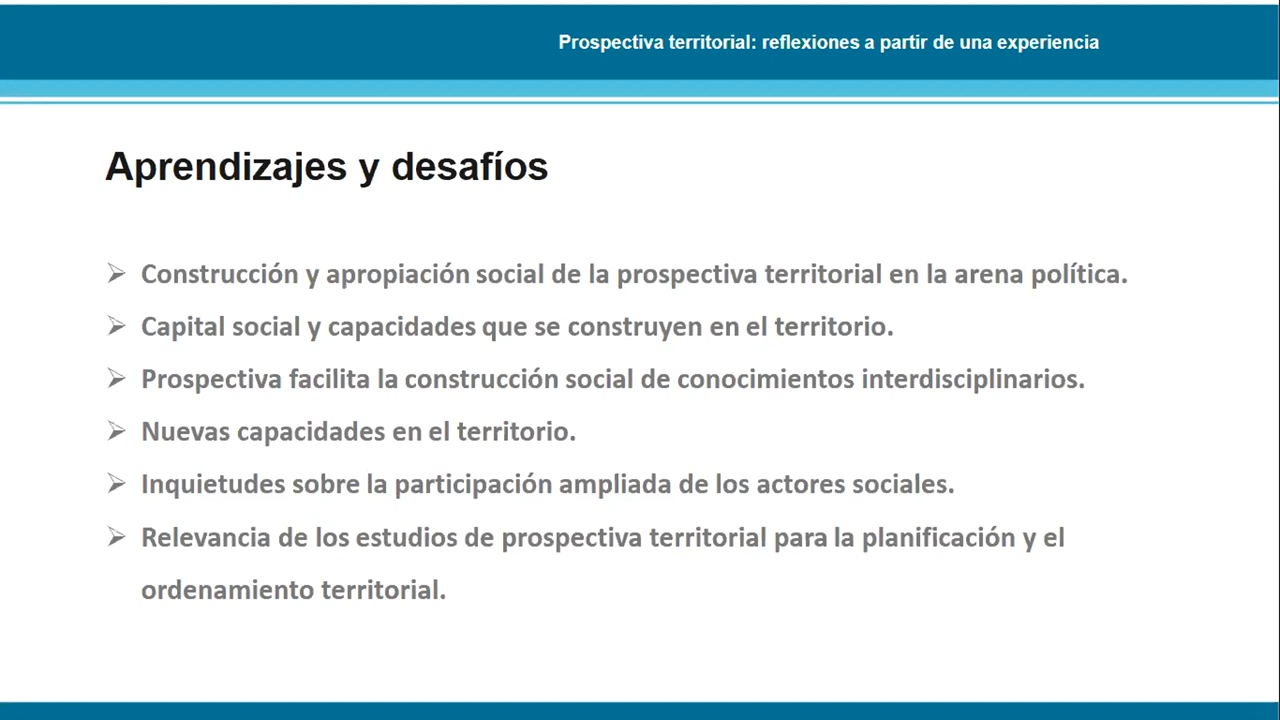 Prospectiva territorial: reflexiones a partir de una experiencia
Aprendizajes y desafíos
➢ Construcción y apropiación social de la prospectiva territorial en la arena política.
➢ Capital social y capacidades que se construyen en el territorio.
➢ Prospectiva facilita la construcción social de conocimientos interdisciplinarios.
➢ Nuevas capacidades en el territorio.
➢ Inquietudes sobre la participación ampliada de los actores sociales.
➢ Relevancia de los estudios de prospectiva territorial para la planificación y el
ordenamiento territorial.